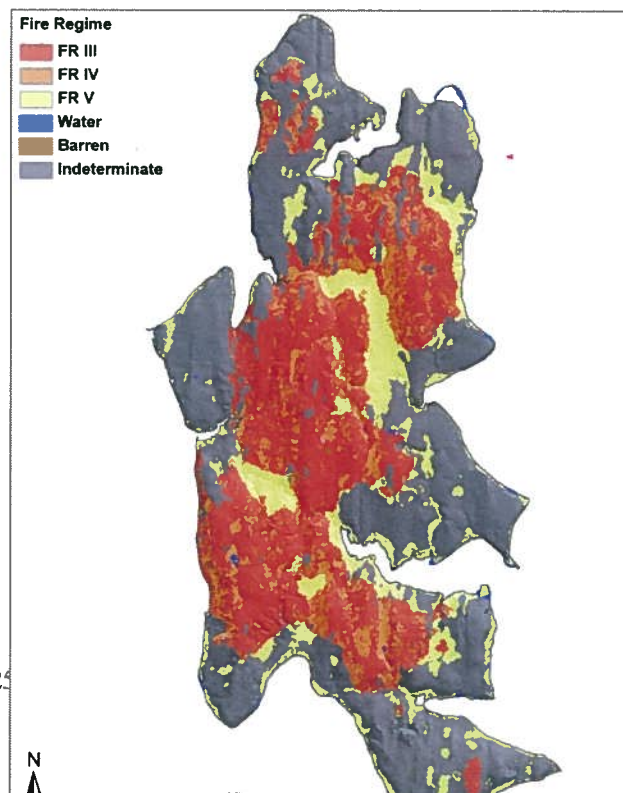 Fire Regime
FR III
FR IV
FR V
Water
Barren
Indeterminate
N